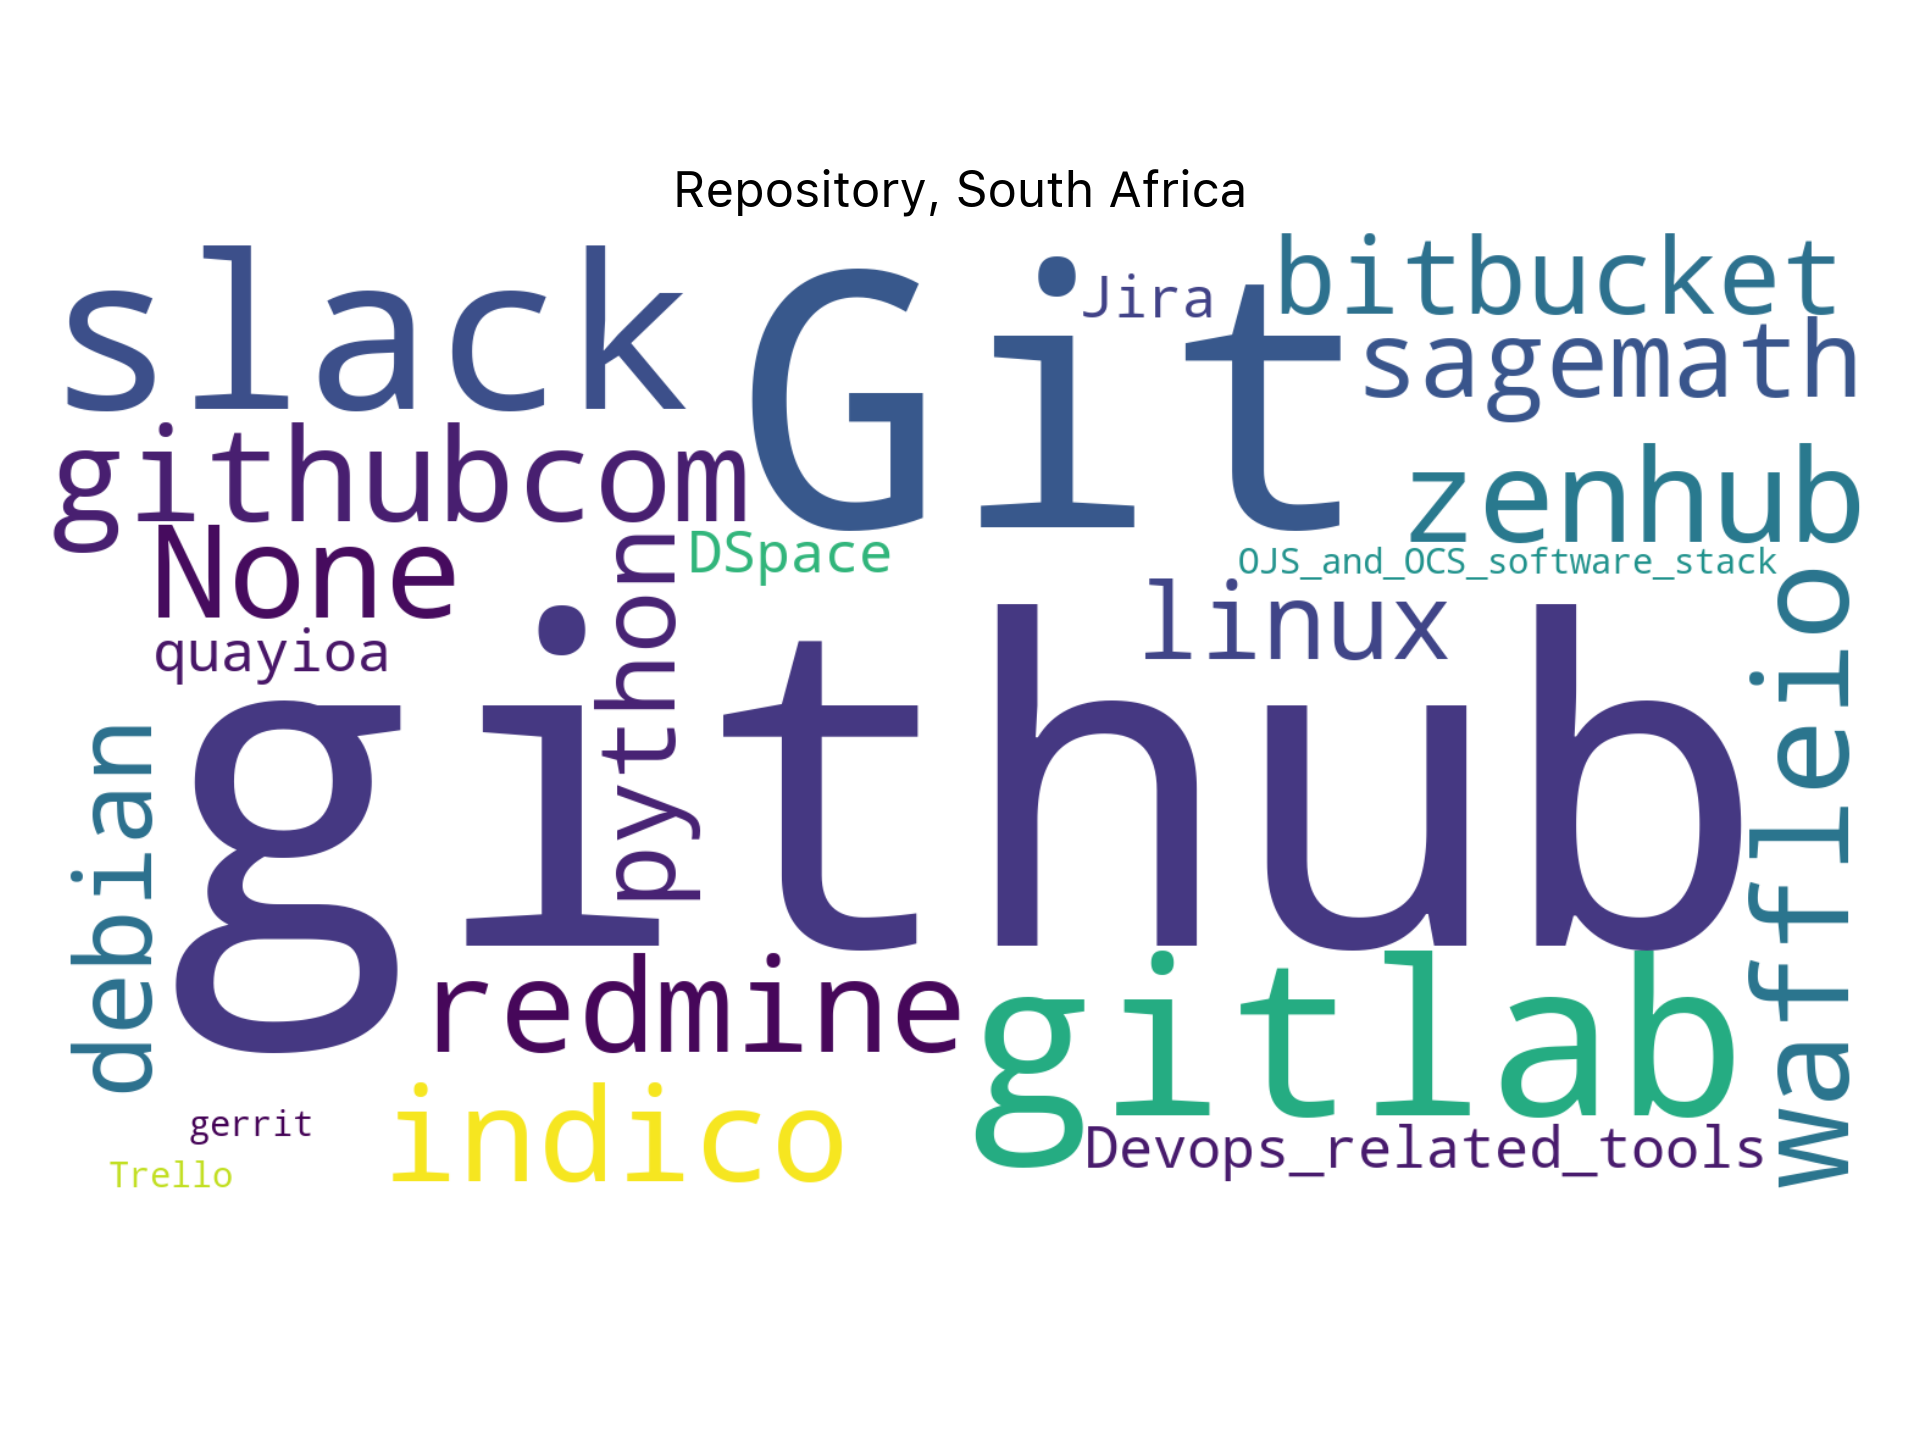 Repository, South Africa
slack
Git
Jira
bitbucket
sagemath
githubcom
zenhub
None
python
DSpace
OJS_and_OCS_software_stack
linux
quayioa
github
waffleio
debian
redmine
gitlab
gerrit
indico
Devops_related_tools
Trello